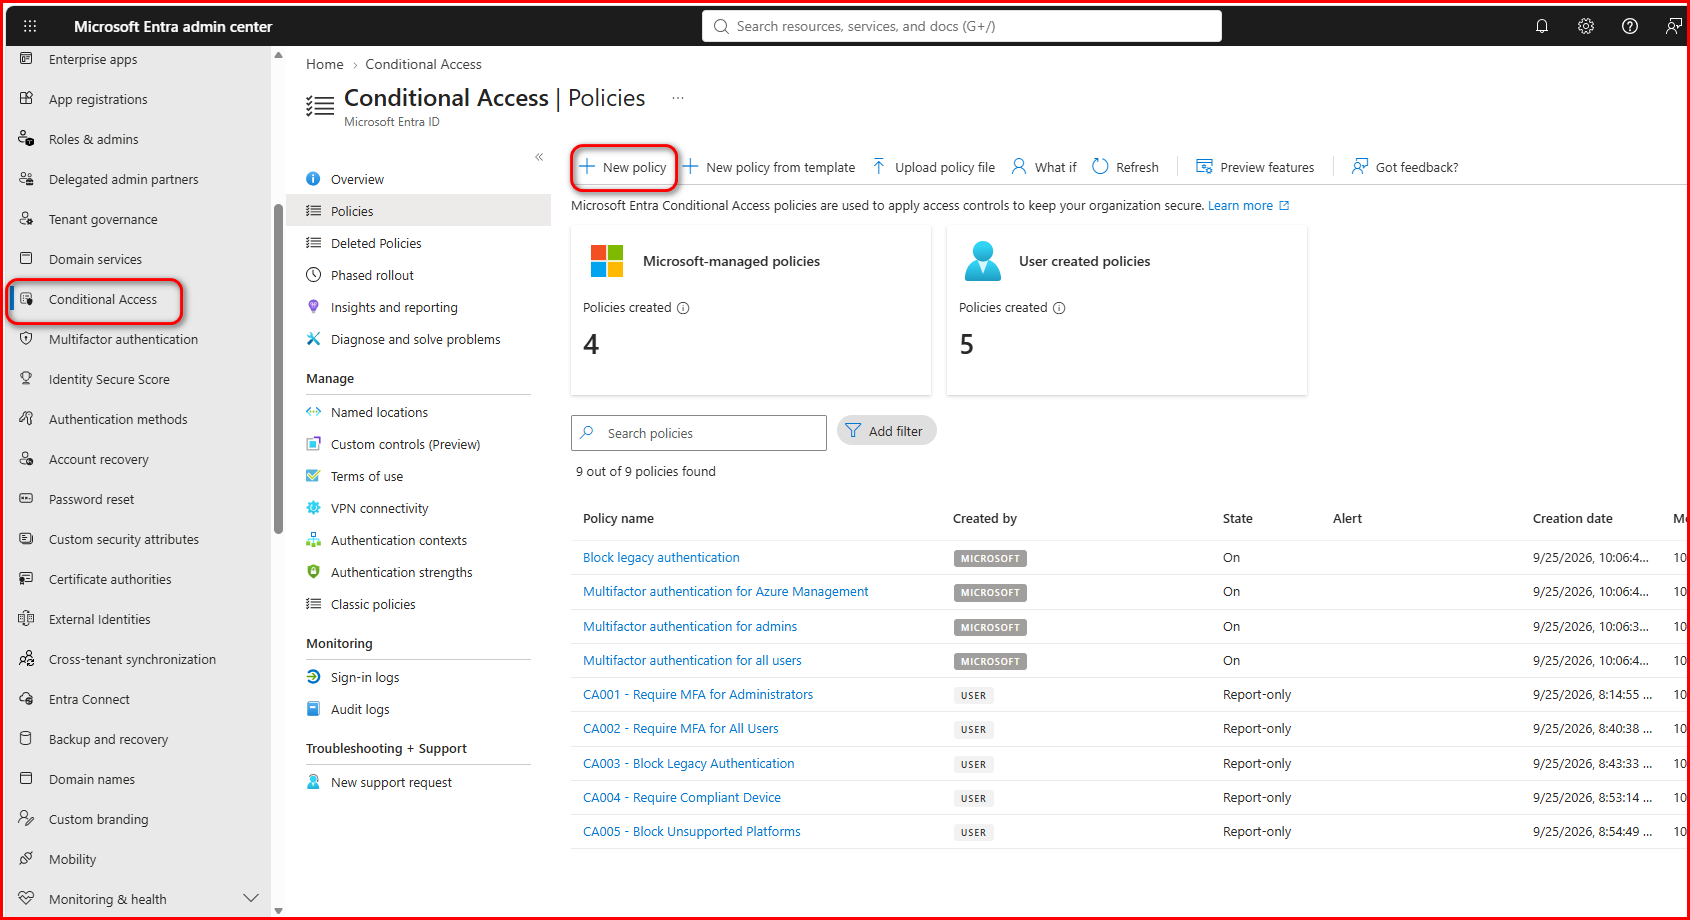 Microsoft Entra admin center
Search resources, services, and docs (G+/)
Enterprise apps
App registrations
Roles & admins
Delegated admin partners
Tenant governance
Domain services
Conditional Access
Multifactor authentication
Identity Secure Score
Authentication methods
Account recovery
Password reset
Custom security attributes
Certificate authorities
External Identities
Cross-tenant synchronization
Entra Connect
Backup and recovery
Domain names
Custom branding
Mobility
Monitoring & health
Home > Conditional Access
Conditional Access | Policies ...
Microsoft Entra ID
«
Overview
Policies
Deleted Policies
Phased rollout
Insights and reporting
Diagnose and solve problems
Manage
Named locations
Custom controls (Preview)
Terms of use
VPN connectivity
Authentication contexts
Authentication strengths
Classic policies
Monitoring
Sign-in logs
Audit logs
Troubleshooting + Support
New support request
New policy New policy from template Upload policy file What if Refresh Preview features Got feedback?
Microsoft Entra Conditional Access policies are used to apply access controls to keep your organization secure. Learn more
Microsoft-managed policies
Policies created
4
User created policies
Policies created
5
Search policies
Add filter
9 out of 9 policies found
Policy name Created by State Alert Creation date
Block legacy authentication MICROSOFT On 9/25/2026, 10:06:4... 10
Multifactor authentication for Azure Management MICROSOFT On 9/25/2026, 10:06:4... 10
Multifactor authentication for admins MICROSOFT On 9/25/2026, 10:06:3... 10
Multifactor authentication for all users MICROSOFT On 9/25/2026, 10:06:4... 10
CA001 - Require MFA for Administrators USER Report-only 9/25/2026, 8:14:55 ... 10
CA002 - Require MFA for All Users USER Report-only 9/25/2026, 8:40:38 ... 10
CA003 - Block Legacy Authentication USER Report-only 9/25/2026, 8:43:33 ... 10
CA004 - Require Compliant Device USER Report-only 9/25/2026, 8:53:14 ... 10
CA005 - Block Unsupported Platforms USER Report-only 9/25/2026, 8:54:49 ... 10